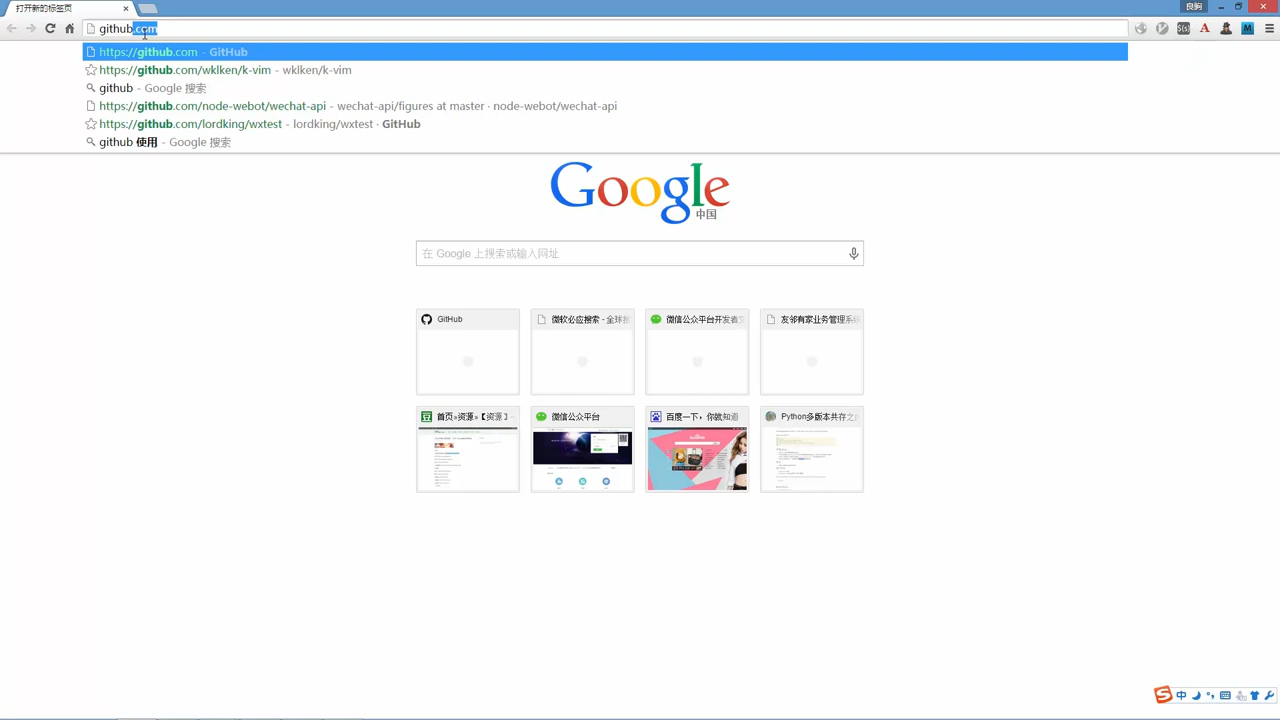 打开新的标签页
良驹
github.com
https://github.com - GitHub
https://github.com/wklken/k-vim - wklken/k-vim
github - Google 搜索
https://github.com/node-webot/wechat-api - wechat-api/figures at master · node-webot/wechat-api
https://github.com/lordking/wxtest - lordking/wxtest · GitHub
github 使用 - Google 搜索
Google
中国
在 Google 上搜索或输入网址
GitHub
微软必应搜索 - 全球搜
微信公众平台开发者文
友邻有家业务管理系统
首页»资源»【资源】
微信公众平台
百度一下，你就知道
Python多版本共存之
中